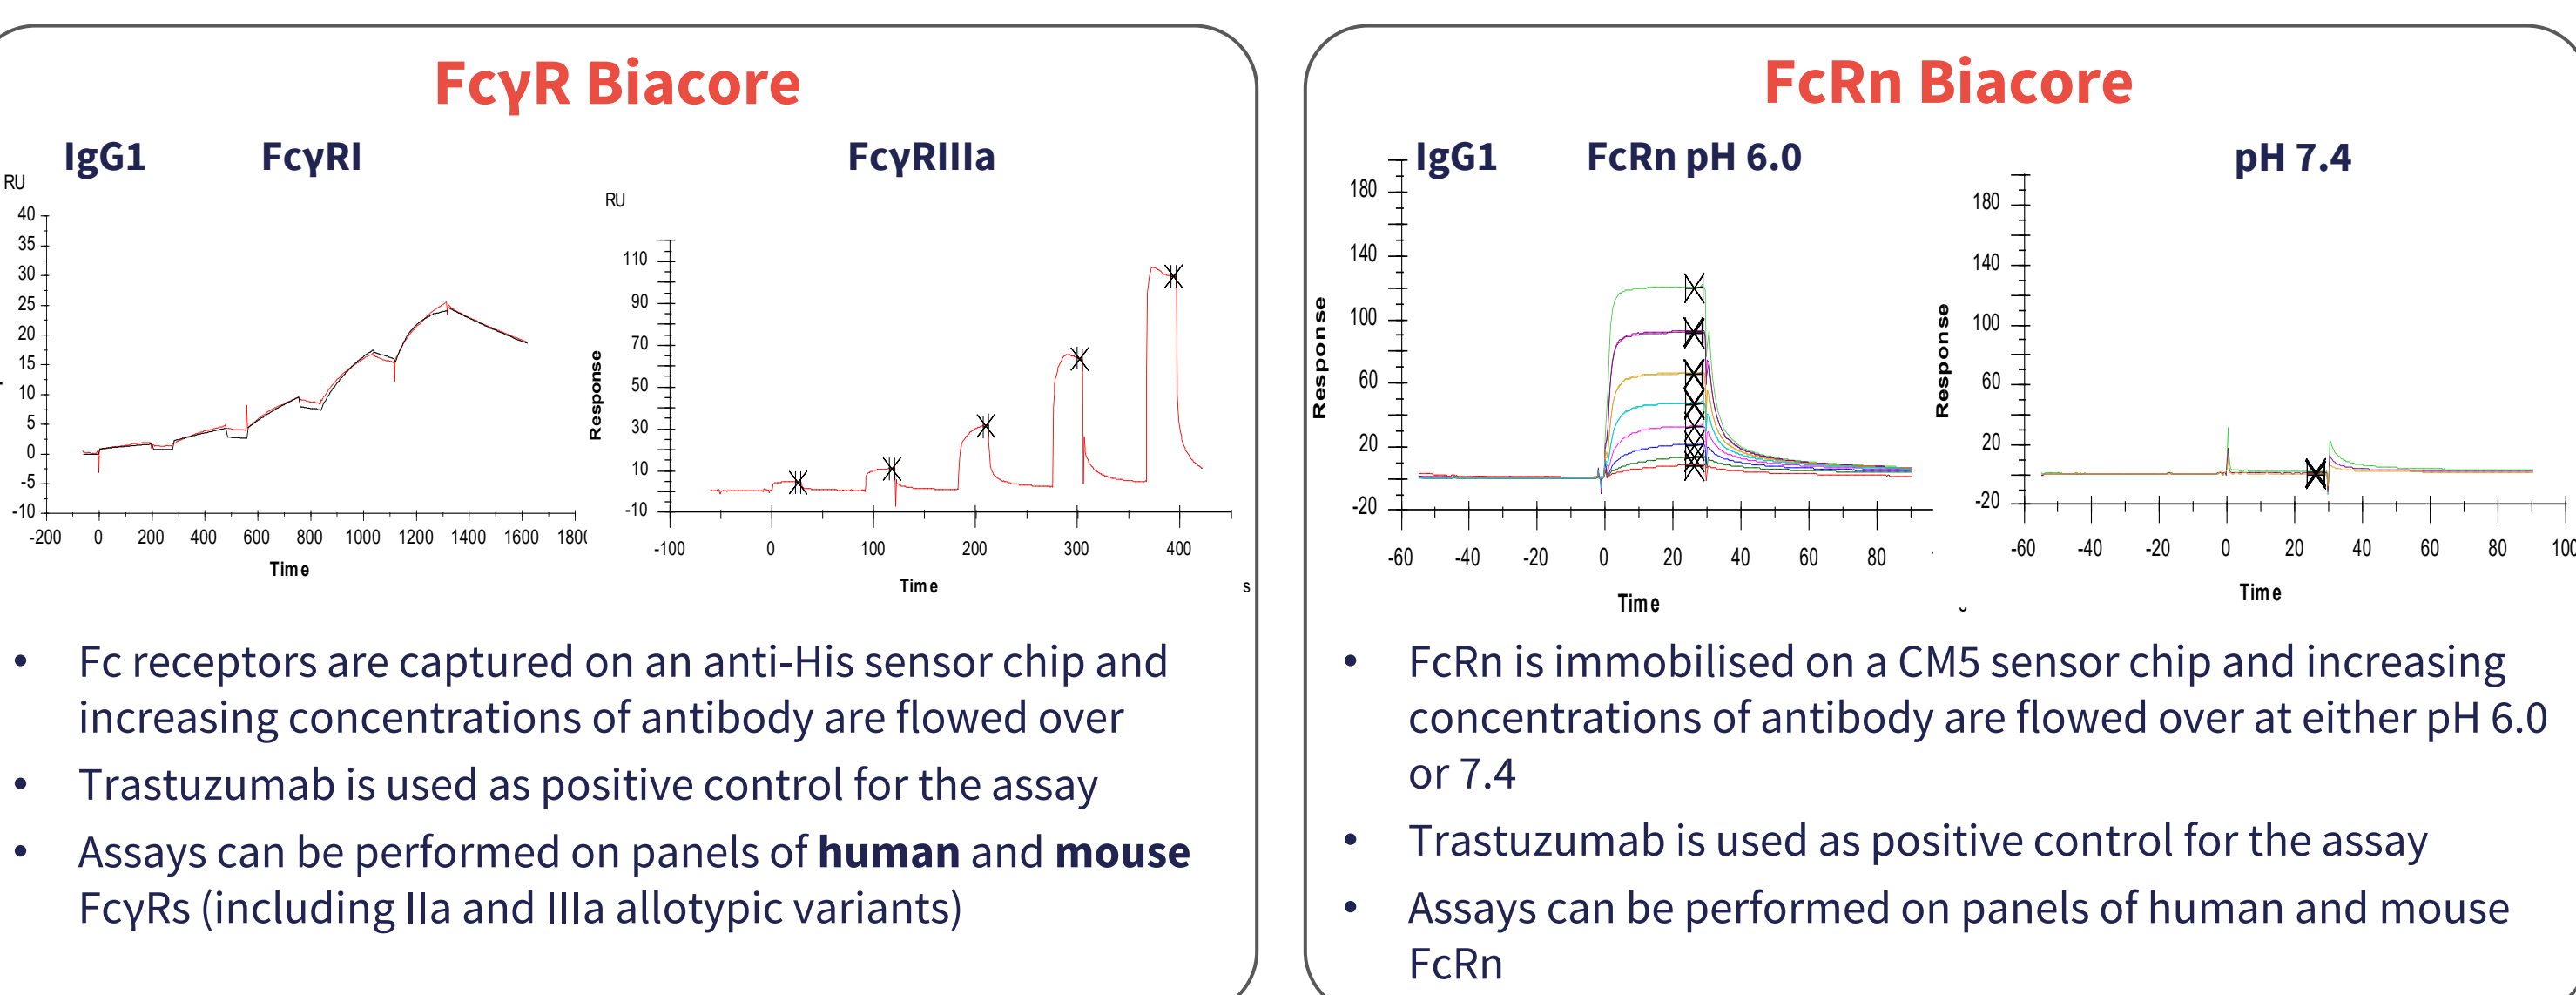 FcγR Biacore
IgG1 FcγRI FcγRIIIa
RU
40
35
30
25
20
15
10
5
0
-5
-10
-200 0 200 400 600 800 1000 1200 1400 1600
Time
RU
Response
110
90
70
50
30
10
-10
-100 0 100 200 300 400
Time
s
• Fc receptors are captured on an anti-His sensor chip and
increasing concentrations of antibody are flowed over
• Trastuzumab is used as positive control for the assay
• Assays can be performed on panels of human and mouse
FcγRs (including IIa and IIIa allotypic variants)
FcRn Biacore
IgG1 FcRn pH 6.0 pH 7.4
Response
180
140
100
60
20
-20
-60 -40 -20 0 20 40 60 80
Time
Response
180
140
100
60
20
-20
-60 -40 -20 0 20 40 60 80 100
Time
• FcRn is immobilised on a CM5 sensor chip and increasing
concentrations of antibody are flowed over at either pH 6.0
or 7.4
• Trastuzumab is used as positive control for the assay
• Assays can be performed on panels of human and mouse
FcRn